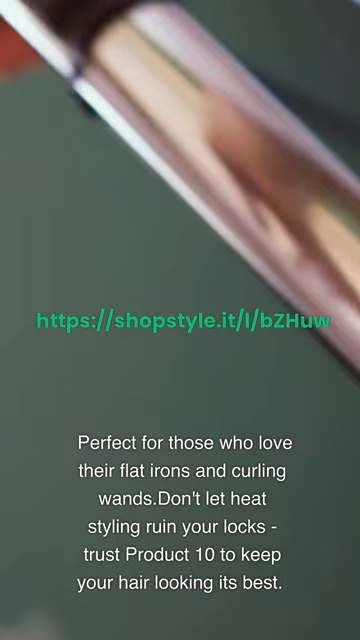 https://shopstyle.it/l/bZHuw
Perfect for those who love
their flat irons and curling
wands.Don't let heat
styling ruin your locks -
trust Product 10 to keep
your hair looking its best.